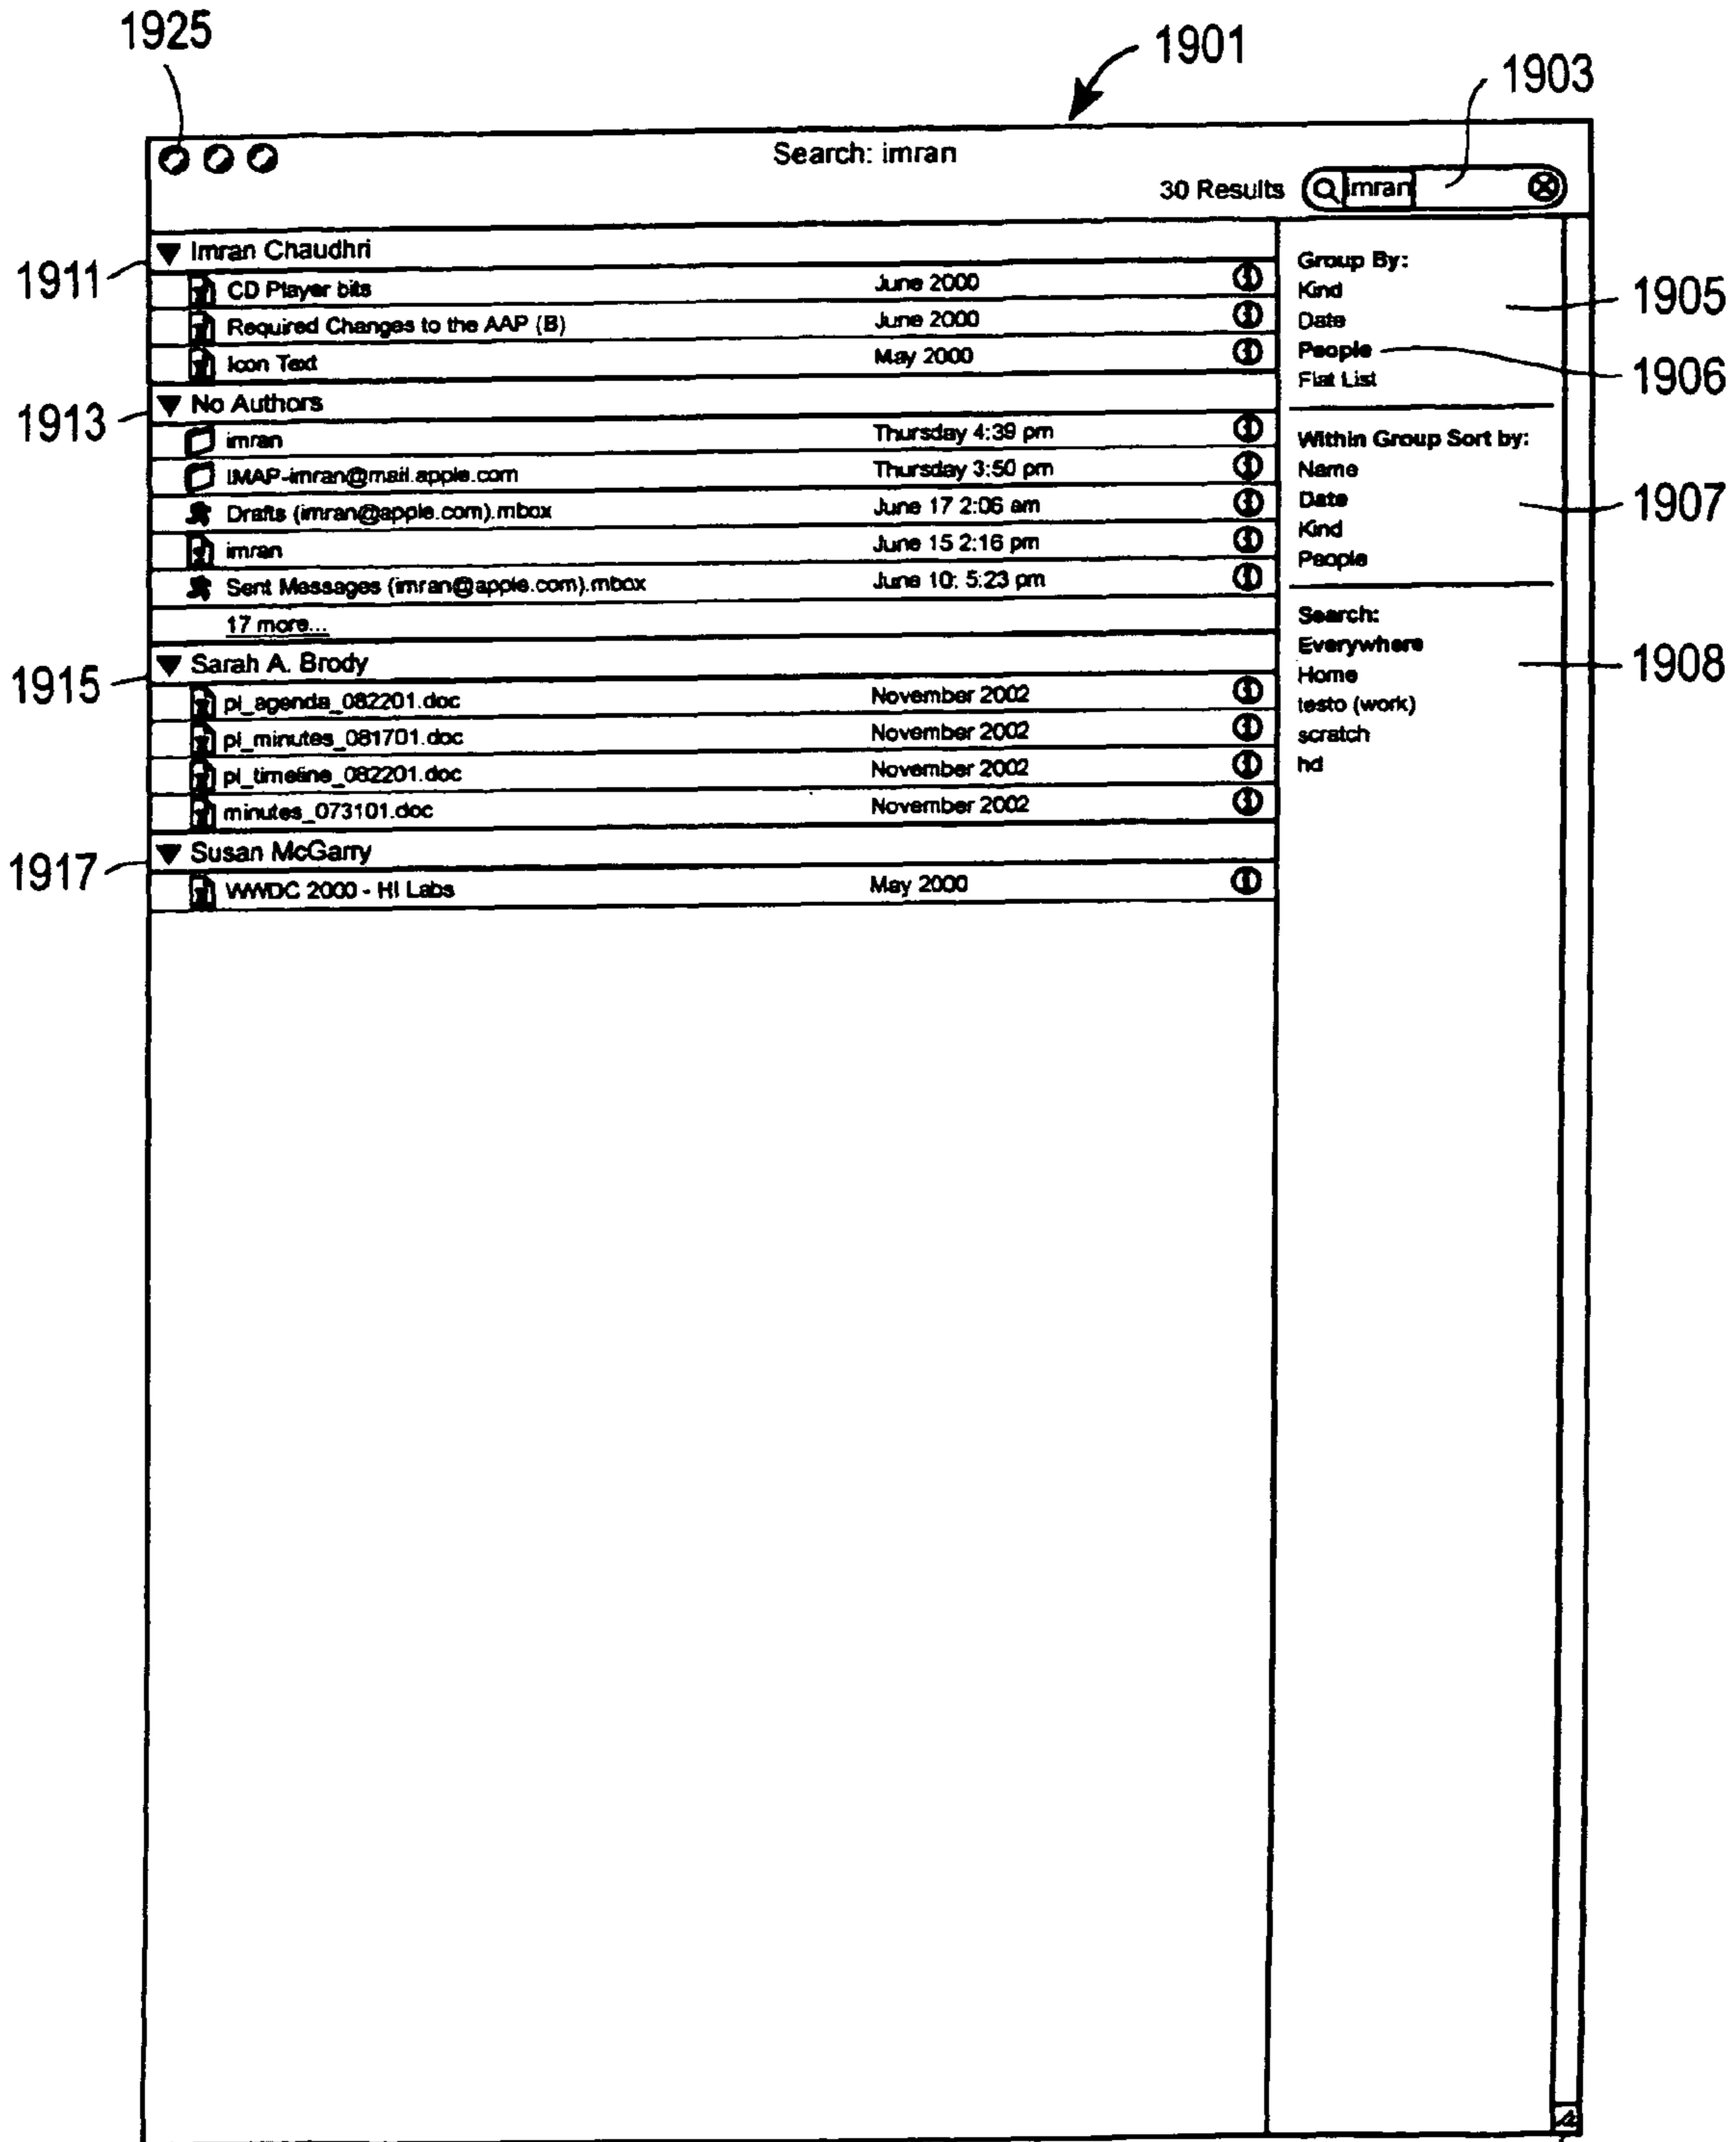 1925
1901
1903
Search: imran
30 Results imran
1911
Imran Chaudhri
CD Player bits June 2000
Required Changes to the AAP (B) June 2000
Icon Text May 2000
1913
No Authors
imran Thursday 4:39 pm
IMAP-imran@mail.apple.com Thursday 3:50 pm
Drafts (imran@apple.com).mbox June 17 2:06 am
imran June 15 2:16 pm
Sent Messages (imran@apple.com).mbox June 10: 5:23 pm
17 more...
1915
Sarah A. Brody
pl_agenda_082201.doc November 2002
pl_minutes_081701.doc November 2002
pl_timeline_082201.doc November 2002
minutes_073101.doc November 2002
1917
Susan McGarry
WWDC 2000 - HI Labs May 2000
Group By:
Kind
Date
People
Flat List
1905
1906
Within Group Sort by:
Name
Date
Kind
People
1907
Search:
Everywhere
Home
testo (work)
scratch
hd
1908